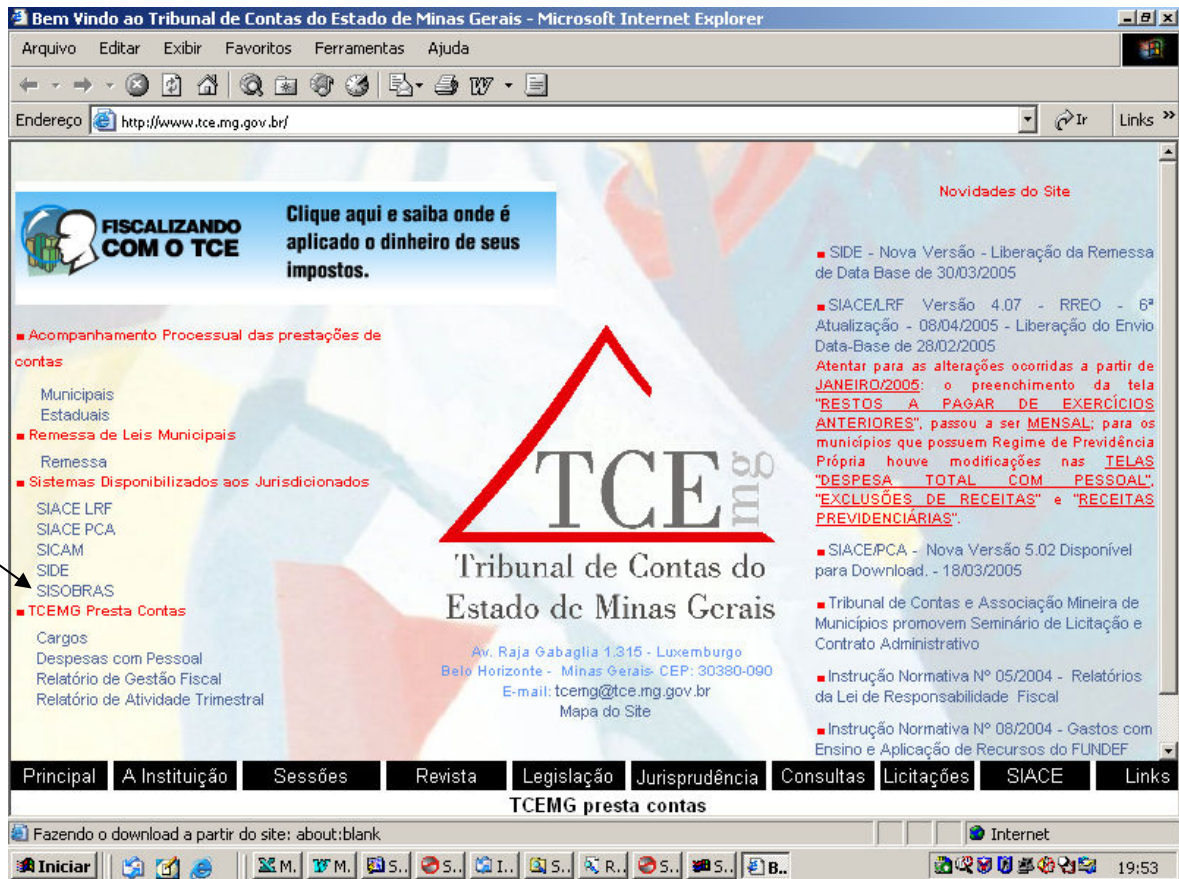 Bem Vindo ao Tribunal de Contas do Estado de Minas Gerais - Microsoft Internet Explorer
Arquivo Editar Exibir Favoritos Ferramentas Ajuda
Endereço http://www.tce.mg.gov.br/ Ir Links »
FISCALIZANDO
COM O TCE
Clique aqui e saiba onde é
aplicado o dinheiro de seus
impostos.
Acompanhamento Processual das prestações de
contas
Municipais
Estaduais
Remessa de Leis Municipais
Remessa
Sistemas Disponibilizados aos Jurisdicionados
SIACE LRF
SIACE PCA
SICAM
SIDE
SISOBRAS
TCEMG Presta Contas
Cargos
Despesas com Pessoal
Relatório de Gestão Fiscal
Relatório de Atividade Trimestral
TCE mg
Tribunal de Contas do
Estado de Minas Gerais
Av. Raja Gabaglia 1.315 - Luxemburgo
Belo Horizonte - Minas Gerais- CEP: 30380-090
E-mail: tcemg@tce.mg.gov.br
Mapa do Site
Novidades do Site
SIDE - Nova Versão - Liberação da Remessa
de Data Base de 30/03/2005
SIACE/LRF Versão 4.07 - RREO - 6ª
Atualização - 08/04/2005 - Liberação do Envio
Data-Base de 28/02/2005
Atentar para as alterações ocorridas a partir de
JANEIRO/2005: o preenchimento da tela
"RESTOS A PAGAR DE EXERCÍCIOS
ANTERIORES", passou a ser MENSAL; para os
municípios que possuem Regime de Previdência
Própria houve modificações nas TELAS
"DESPESA TOTAL COM PESSOAL",
"EXCLUSÕES DE RECEITAS" e "RECEITAS
PREVIDENCIÁRIAS".
SIACE/PCA - Nova Versão 5.02 Disponível
para Download. - 18/03/2005
Tribunal de Contas e Associação Mineira de
Municípios promovem Seminário de Licitação e
Contrato Administrativo
Instrução Normativa Nº 05/2004 - Relatórios
da Lei de Responsabilidade Fiscal
Instrução Normativa Nº 08/2004 - Gastos com
Ensino e Aplicação de Recursos do FUNDEF
Principal A Instituição Sessões Revista Legislação Jurisprudência Consultas Licitações SIACE Links
TCEMG presta contas
Fazendo o download a partir do site: about:blank Internet
Iniciar M. M. S.. S.. I.. S.. R.. S.. S.. B.. 19:53